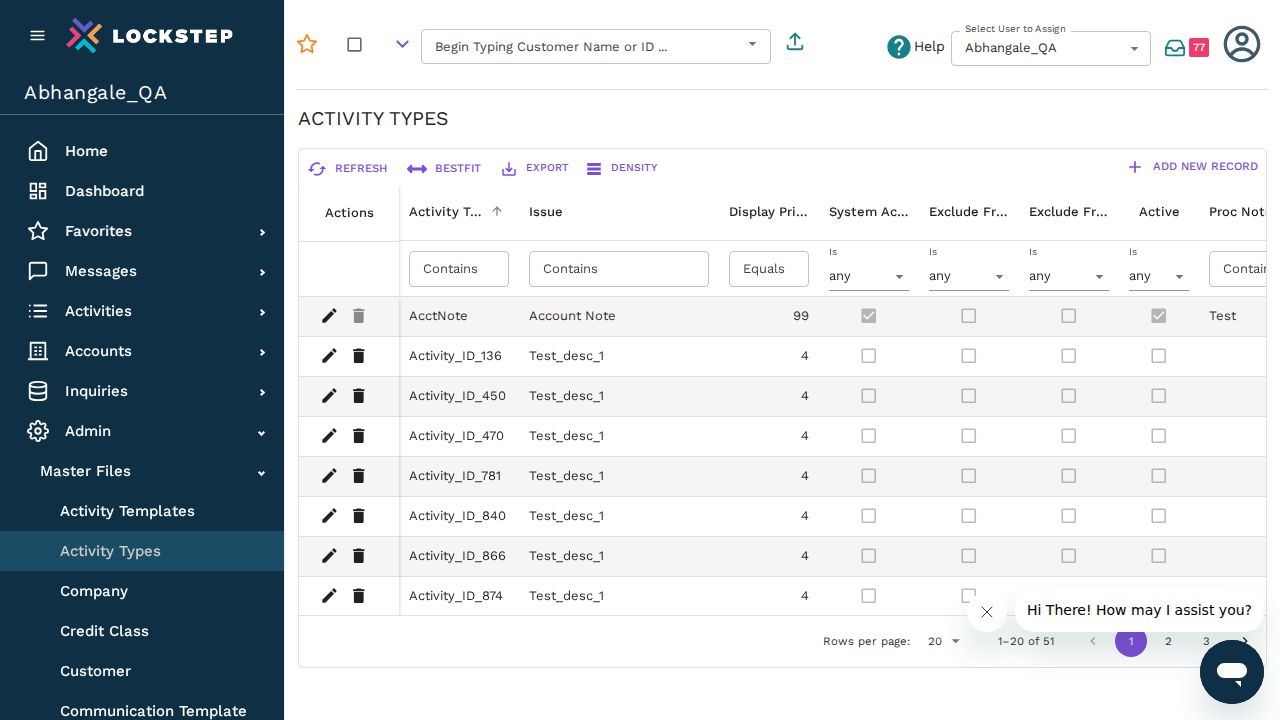 LOCKSTEP
Abhangale_QA
Home
Dashboard
Favorites
Messages
Activities
Accounts
Inquiries
Admin
Master Files
Activity Templates
Activity Types
Company
Credit Class
Customer
Communication Template
Begin Typing Customer Name or ID ...
Help
Select User to Assign
Abhangale_QA
77
ACTIVITY TYPES
REFRESH BESTFIT EXPORT DENSITY ADD NEW RECORD
Actions Activity T... Issue Display Pri... System Ac... Exclude Fr... Exclude Fr... Active Proc Note
Is Is Is Is
Contains Contains Equals any any any any Contain
AcctNote Account Note 99 Test
Activity_ID_136 Test_desc_1 4
Activity_ID_450 Test_desc_1 4
Activity_ID_470 Test_desc_1 4
Activity_ID_781 Test_desc_1 4
Activity_ID_840 Test_desc_1 4
Activity_ID_866 Test_desc_1 4
Activity_ID_874 Test_desc_1 4
Hi There! How may I assist you?
Rows per page: 20 1–20 of 51 1 2 3